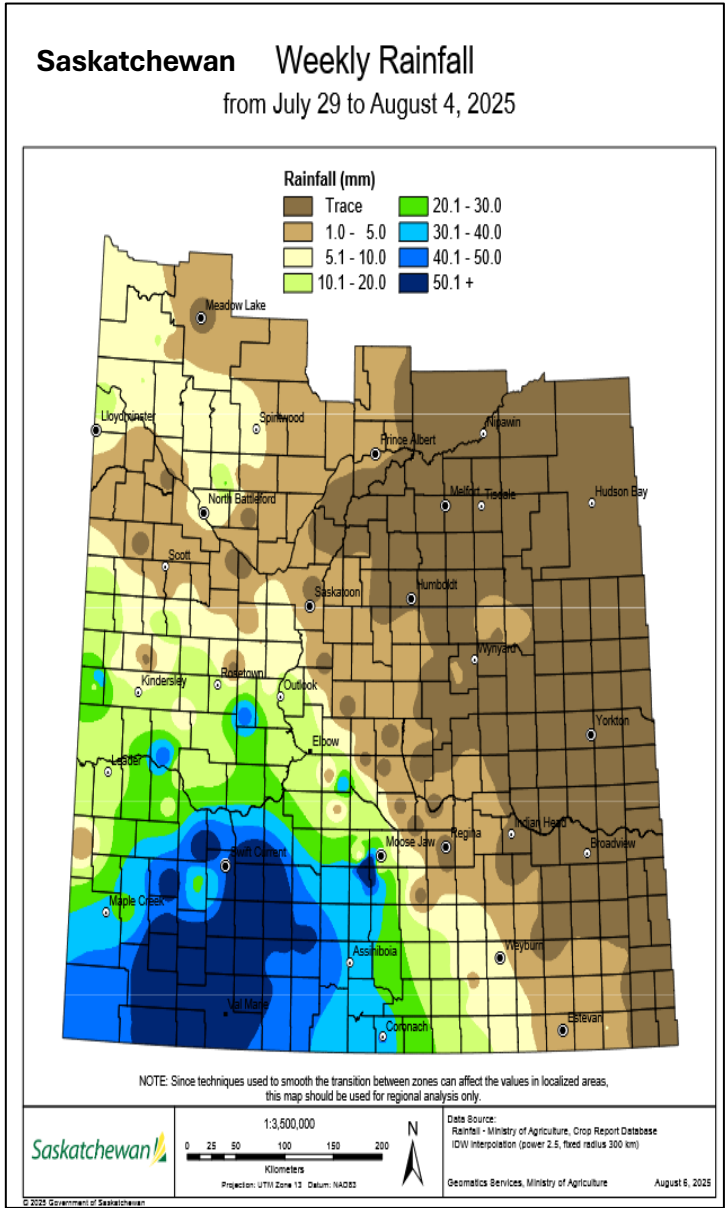 Saskatchewan Weekly Rainfall
from July 29 to August 4, 2025
Rainfall (mm)
Trace
1.0 - 5.0
5.1 - 10.0
10.1 - 20.0
20.1 - 30.0
30.1 - 40.0
40.1 - 50.0
50.1 +
Meadow Lake
Lloydminster
Spiritwood
Prince Albert
Nipawin
North Battleford
Melfort
Tisdale
Hudson Bay
Scott
Saskatoon
Humboldt
Wynyard
Kindersley
Rosetown
Outlook
Elbow
Yorkton
Leader
Swift Current
Moose Jaw
Regina
Indian Head
Broadview
Maple Creek
Assiniboia
Weyburn
Val Marie
Coronach
Estevan
NOTE: Since techniques used to smooth the transition between zones can affect the values in localized areas,
this map should be used for regional analysis only.
Saskatchewan
1:3,500,000
0 25 50 100 150 200
Kilometers
Projection: UTM Zone 13 Datum: NAD83
N
Data Source:
Rainfall - Ministry of Agriculture, Crop Report Database
IDW Interpolation (power 2.5, fixed radius 300 km)
Geomatics Services, Ministry of Agriculture August 6, 2025
© 2025 Government of Saskatchewan